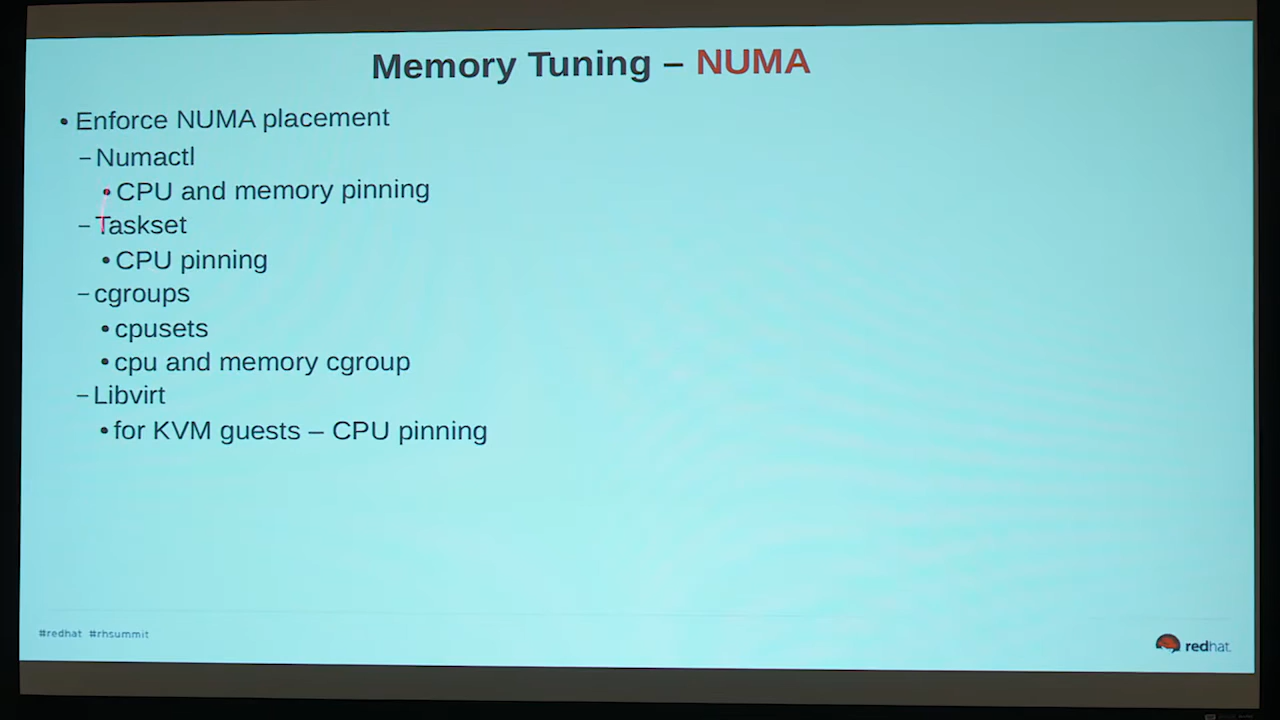 Memory Tuning – NUMA
• Enforce NUMA placement
– Numactl
• CPU and memory pinning
– Taskset
• CPU pinning
– cgroups
• cpusets
• cpu and memory cgroup
– Libvirt
• for KVM guests – CPU pinning
#redhat #rhsummit
redhat.